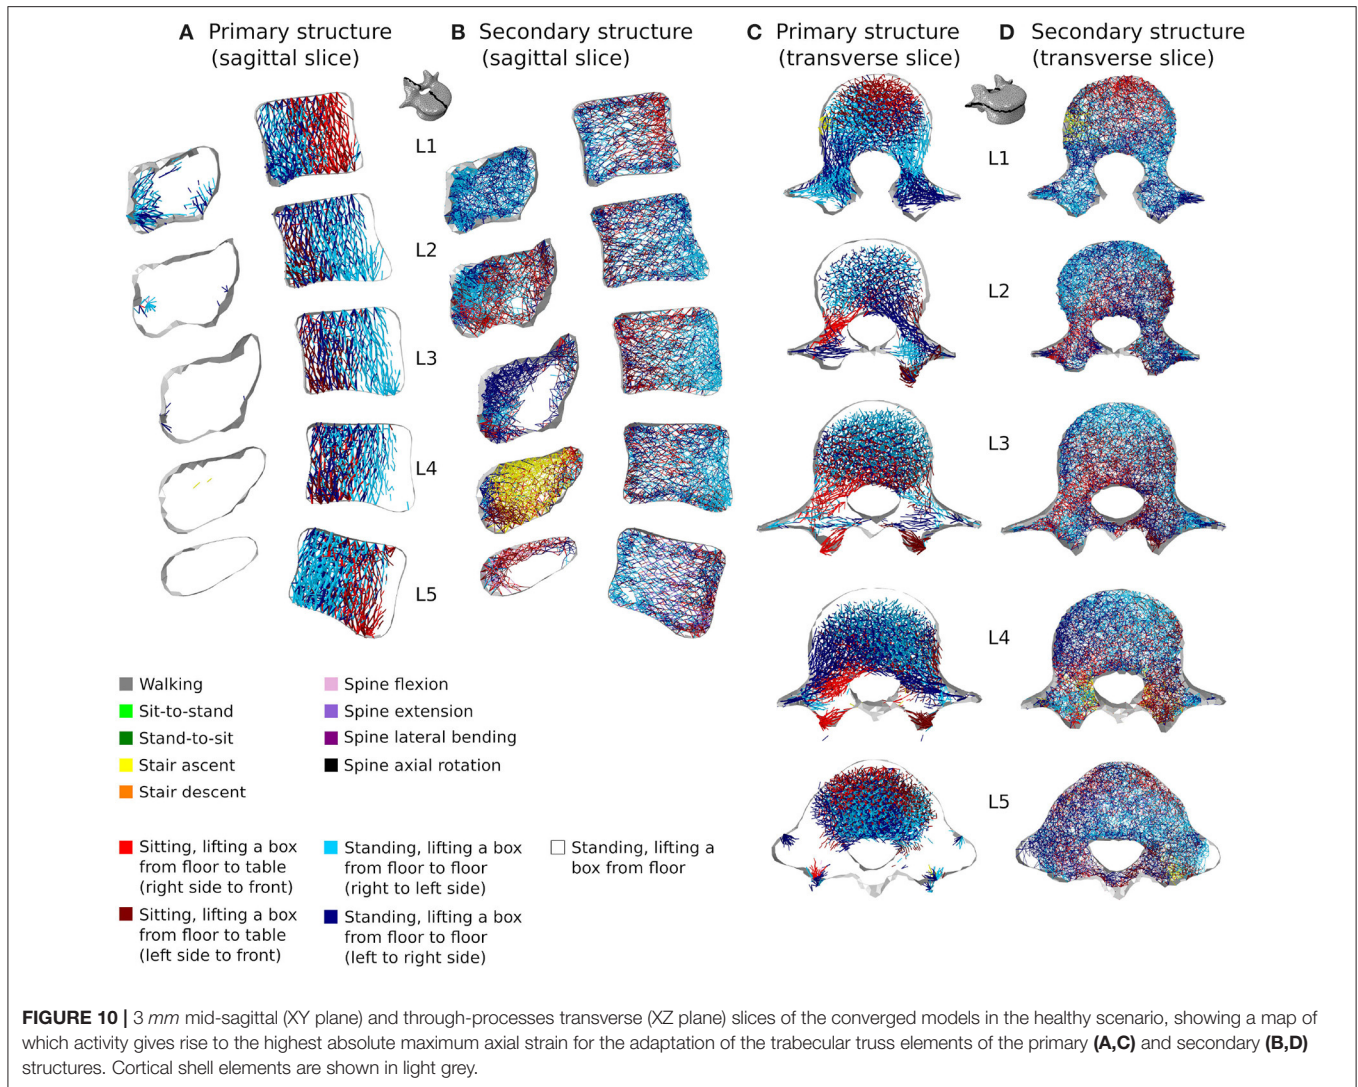 A Primary structure
(sagittal slice)
B Secondary structure
(sagittal slice)
C Primary structure
(transverse slice)
D Secondary structure
(transverse slice)
L1
L2
L3
L4
L5
L1
L2
L3
L4
L5
Walking
Sit-to-stand
Stand-to-sit
Stair ascent
Stair descent
Spine flexion
Spine extension
Spine lateral bending
Spine axial rotation
Sitting, lifting a box
from floor to table
(right side to front)
Sitting, lifting a box
from floor to table
(left side to front)
Standing, lifting a box
from floor to floor
(right to left side)
Standing, lifting a box
from floor to floor
(left to right side)
Standing, lifting a
box from floor
FIGURE 10 | 3 mm mid-sagittal (XY plane) and through-processes transverse (XZ plane) slices of the converged models in the healthy scenario, showing a map of
which activity gives rise to the highest absolute maximum axial strain for the adaptation of the trabecular truss elements of the primary (A,C) and secondary (B,D)
structures. Cortical shell elements are shown in light grey.